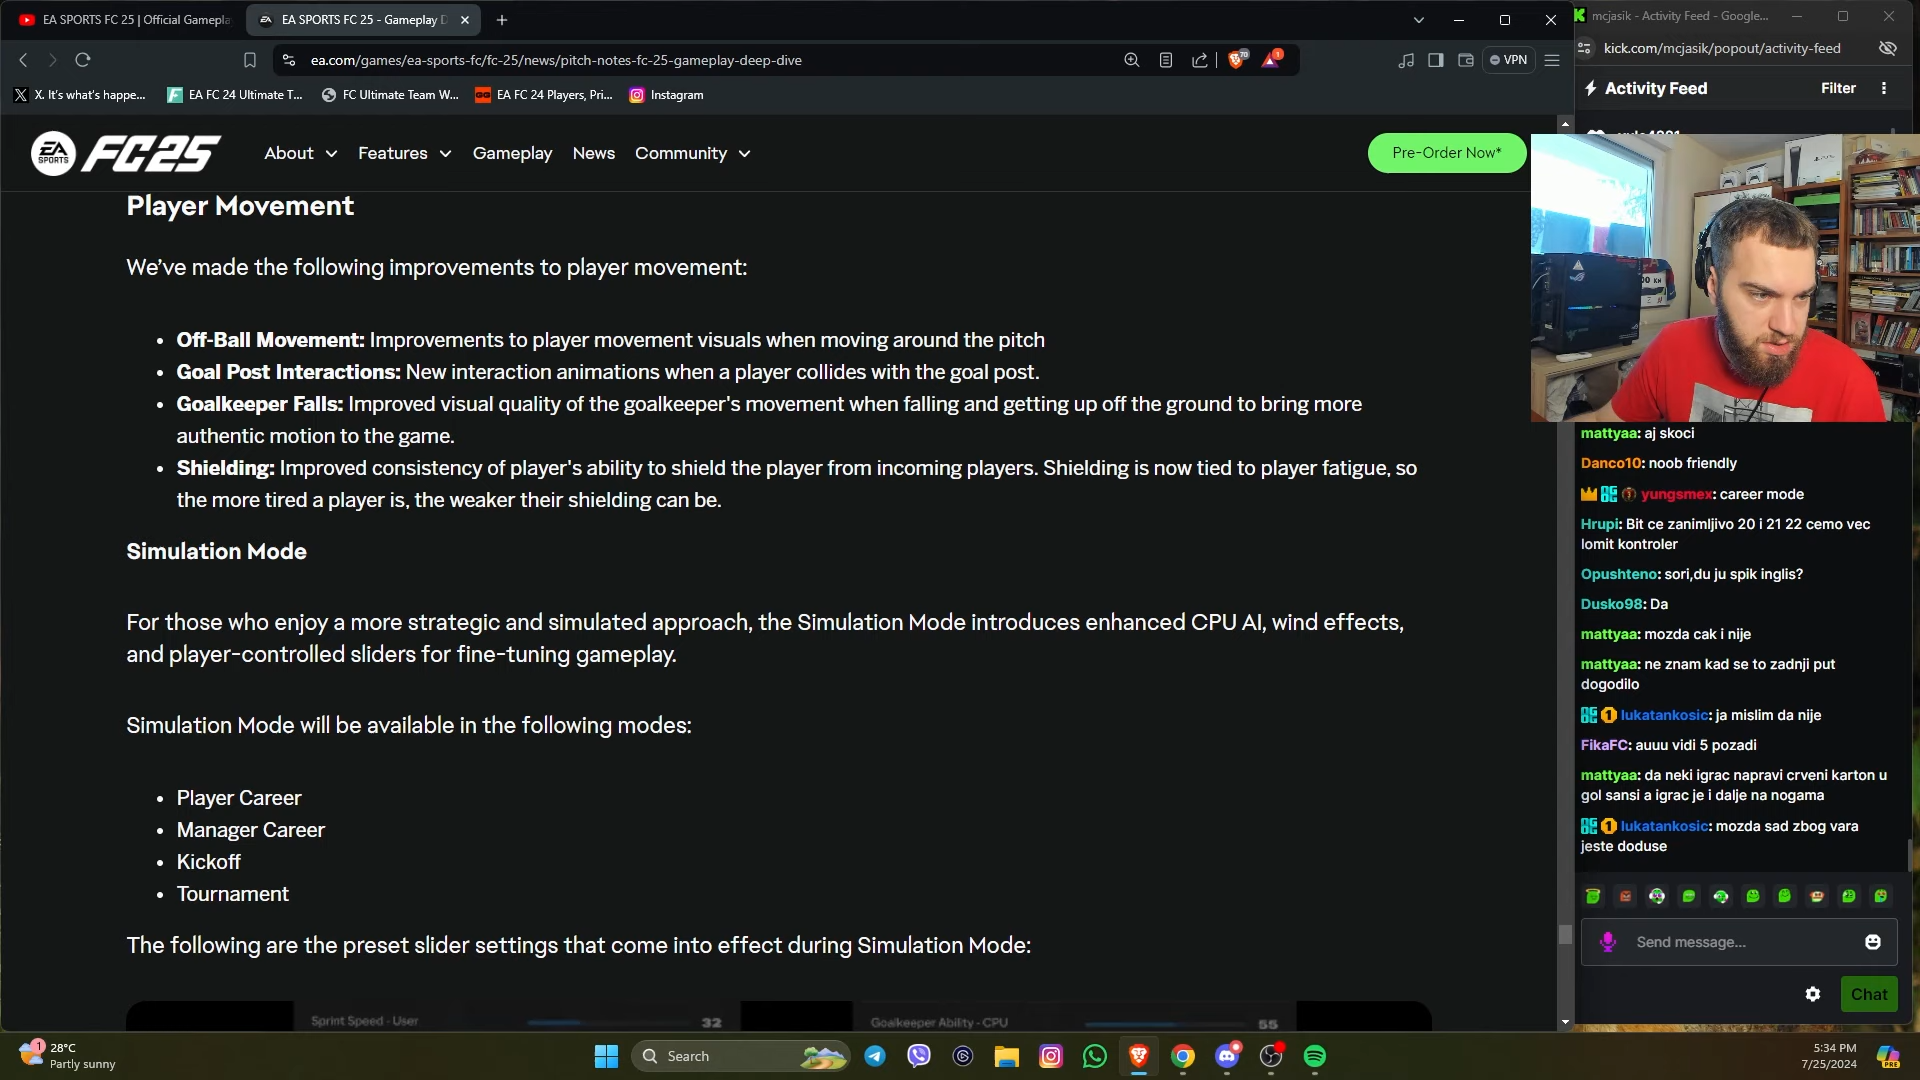 EA SPORTS FC 25 | Official Gamepla
EA SPORTS FC 25 - Gameplay D
mcjasik - Activity Feed - Google...
ea.com/games/ea-sports-fc/fc-25/news/pitch-notes-fc-25-gameplay-deep-dive
VPN
kick.com/mcjasik/popout/activity-feed
X. It's what's happe...
EA FC 24 Ultimate T...
FC Ultimate Team W...
EA FC 24 Players, Pri...
Instagram
Activity Feed
Filter
EA SPORTS FC25
About
Features
Gameplay
News
Community
Pre-Order Now*
Player Movement
We've made the following improvements to player movement:
• Off-Ball Movement: Improvements to player movement visuals when moving around the pitch
• Goal Post Interactions: New interaction animations when a player collides with the goal post.
• Goalkeeper Falls: Improved visual quality of the goalkeeper's movement when falling and getting up off the ground to bring more
authentic motion to the game.
• Shielding: Improved consistency of player's ability to shield the player from incoming players. Shielding is now tied to player fatigue, so
the more tired a player is, the weaker their shielding can be.
Simulation Mode
For those who enjoy a more strategic and simulated approach, the Simulation Mode introduces enhanced CPU AI, wind effects,
and player-controlled sliders for fine-tuning gameplay.
Simulation Mode will be available in the following modes:
• Player Career
• Manager Career
• Kickoff
• Tournament
The following are the preset slider settings that come into effect during Simulation Mode:
Sprint Speed - User
32
Goalkeeper Ability - CPU
55
mattyaa: aj skoci
Danco10: noob friendly
yungsmex: career mode
Hrupi: Bit ce zanimljivo 20 i 21 22 cemo vec
lomit kontroler
Opushteno: sori,du ju spik inglis?
Dusko98: Da
mattyaa: mozda cak i nije
mattyaa: ne znam kad se to zadnji put
dogodilo
lukatankosic: ja mislim da nije
FikaFC: auuu vidi 5 pozadi
mattyaa: da neki igrac napravi crveni karton u
gol sansi a igrac je i dalje na nogama
lukatankosic: mozda sad zbog vara
jeste doduse
Send message...
Chat
28°C
Partly sunny
Search
5:34 PM
7/25/2024